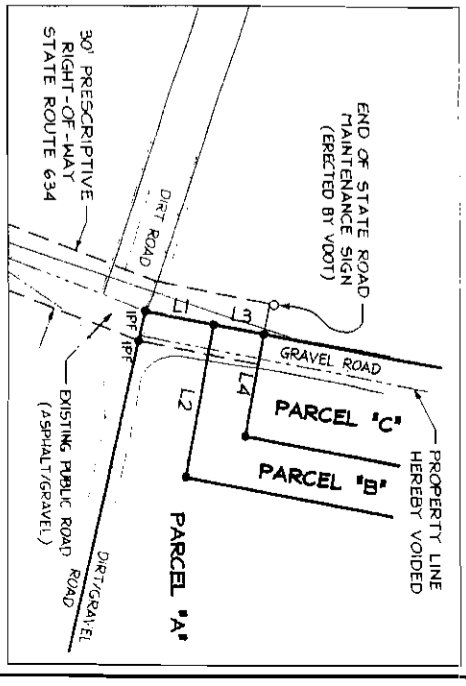 30' PRESCRIPTIVE
RIGHT-OF-WAY
STATE ROUTE 634
END OF STATE ROAD
MAINTENANCE SIGN
(ERECTED BY VDOT)
DIRT ROAD
L1
L3
IPF
IPF
L2
L4
GRAVEL ROAD
PROPERTY LINE
HEREBY VOIDED
PARCEL "C"
PARCEL "B"
PARCEL "A"
EXISTING PUBLIC ROAD
(ASPHALT/GRAVEL)
DIRT/GRAVEL
ROAD